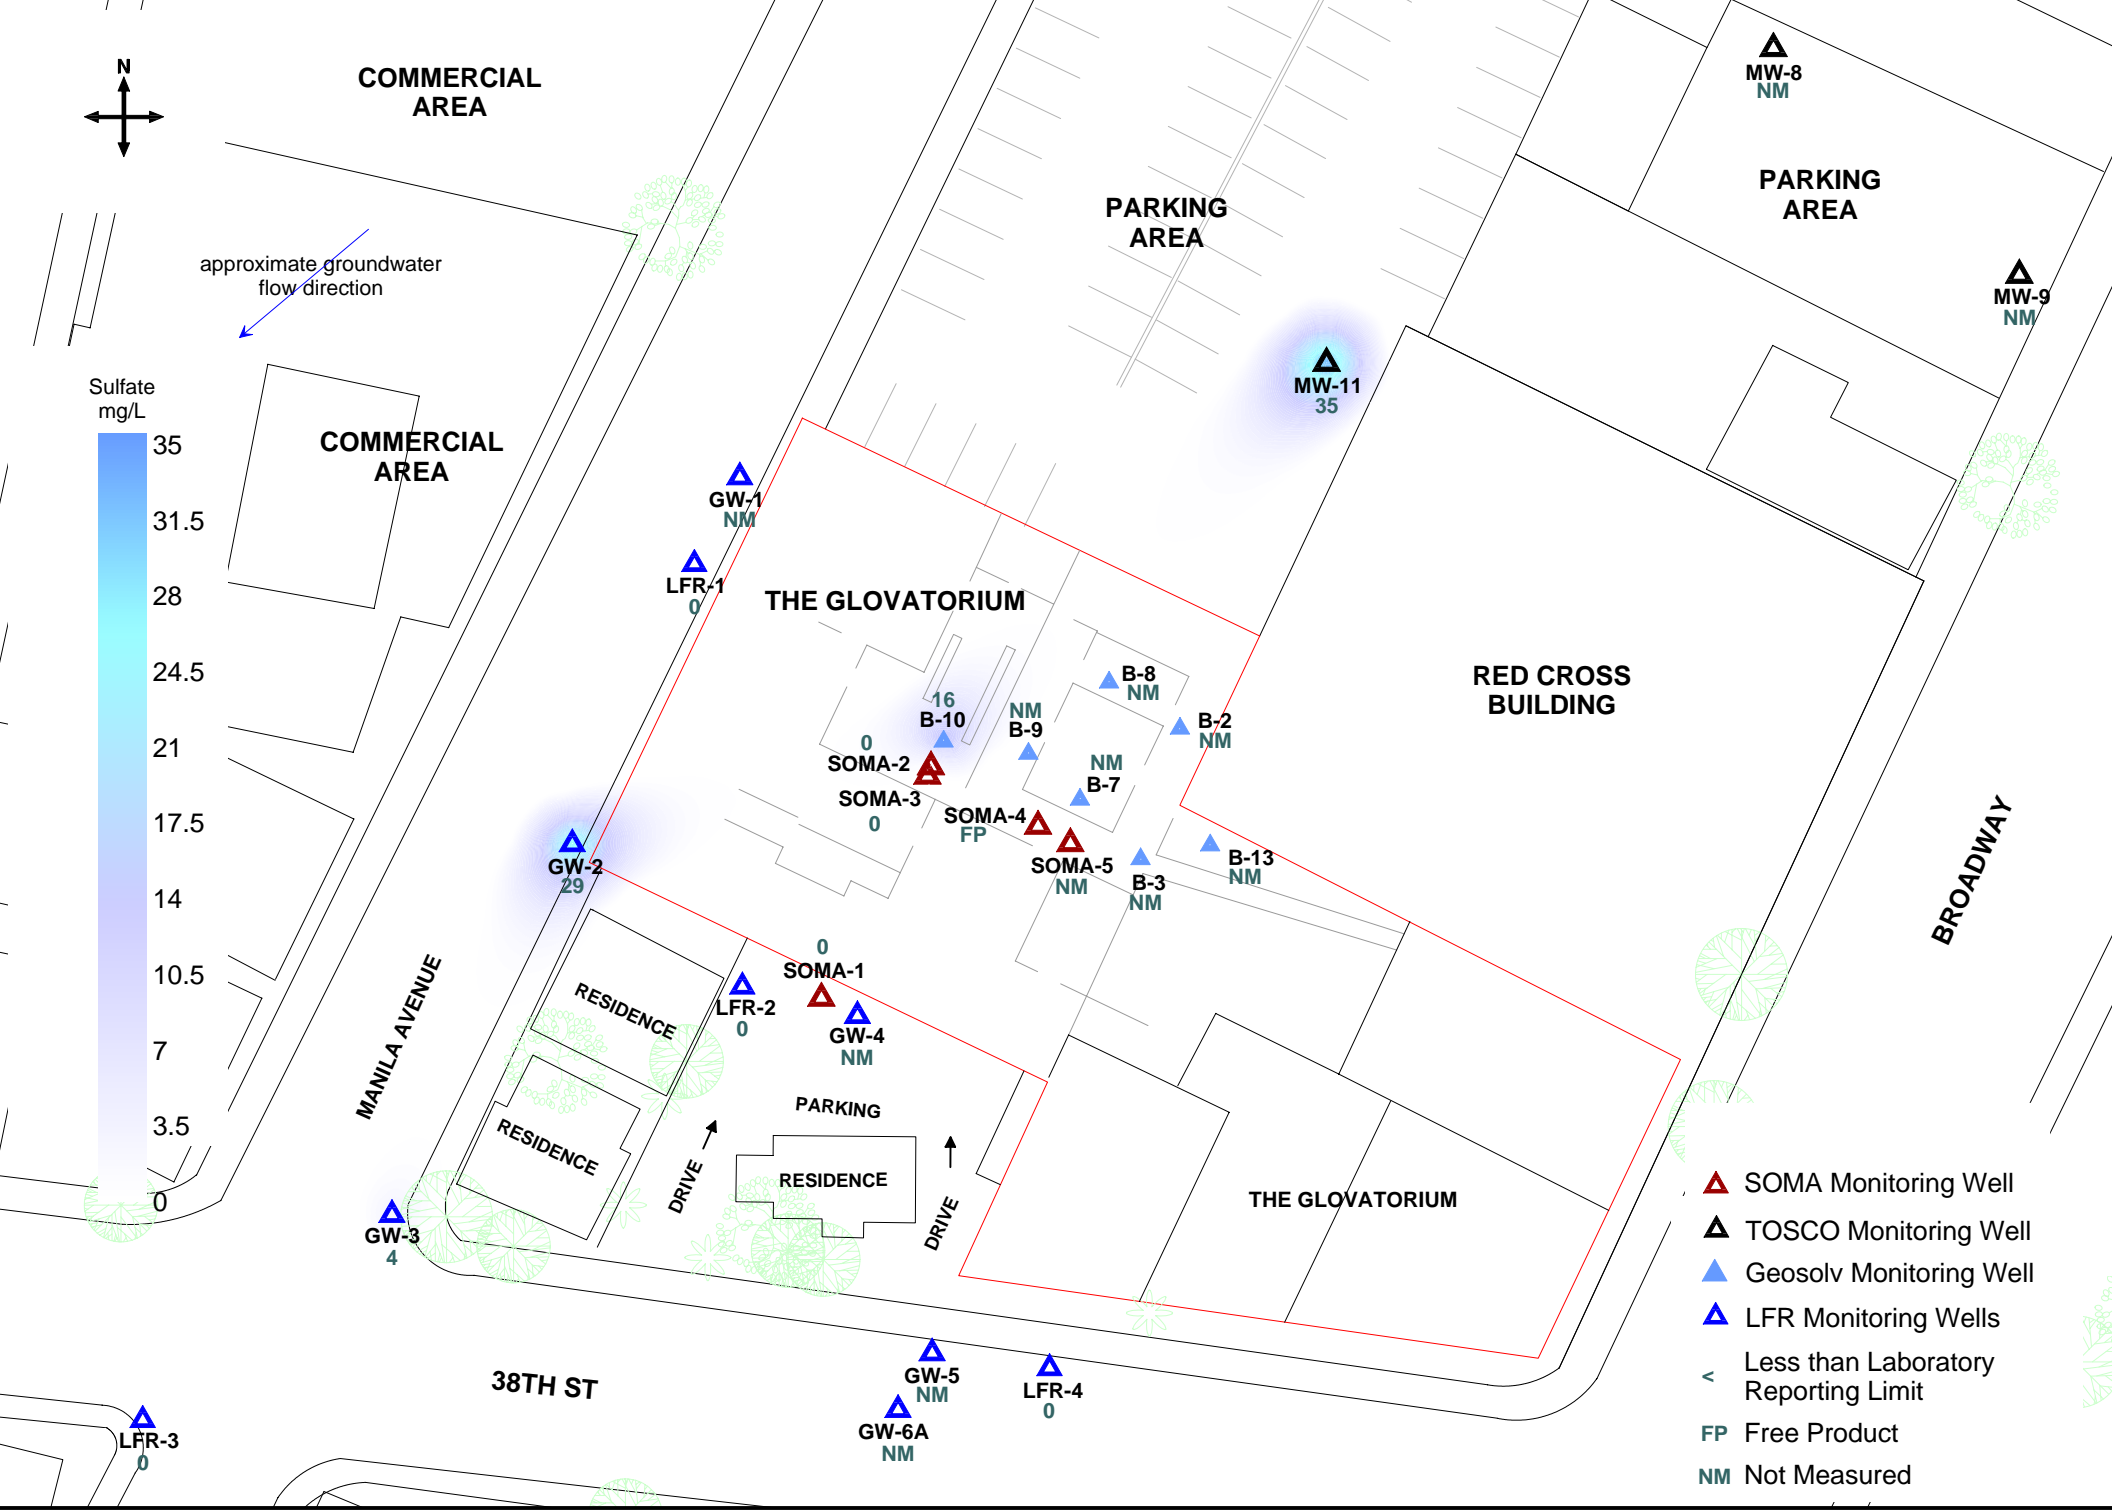 N
COMMERCIAL
AREA
MW-8
NM
PARKING
AREA
PARKING
AREA
approximate groundwater
flow direction
MW-9
NM
MW-11
35
Sulfate
mg/L
35
31.5
28
24.5
21
17.5
14
10.5
7
3.5
0
COMMERCIAL
AREA
GW-1
NM
LFR-1
0
THE GLOVATORIUM
RED CROSS
BUILDING
B-8
NM
16
B-10
NM
B-9
B-2
NM
0
SOMA-2
NM
B-7
SOMA-3
0
SOMA-4
FP
SOMA-5
NM
B-13
NM
B-3
NM
GW-2
29
BROADWAY
MANILA AVENUE
RESIDENCE
0
SOMA-1
LFR-2
0
GW-4
NM
PARKING
RESIDENCE
DRIVE
RESIDENCE
DRIVE
THE GLOVATORIUM
GW-3
4
38TH ST
GW-5
NM
LFR-4
0
GW-6A
NM
LFR-3
0
SOMA Monitoring Well
TOSCO Monitoring Well
Geosolv Monitoring Well
LFR Monitoring Wells
< Less than Laboratory
Reporting Limit
FP Free Product
NM Not Measured